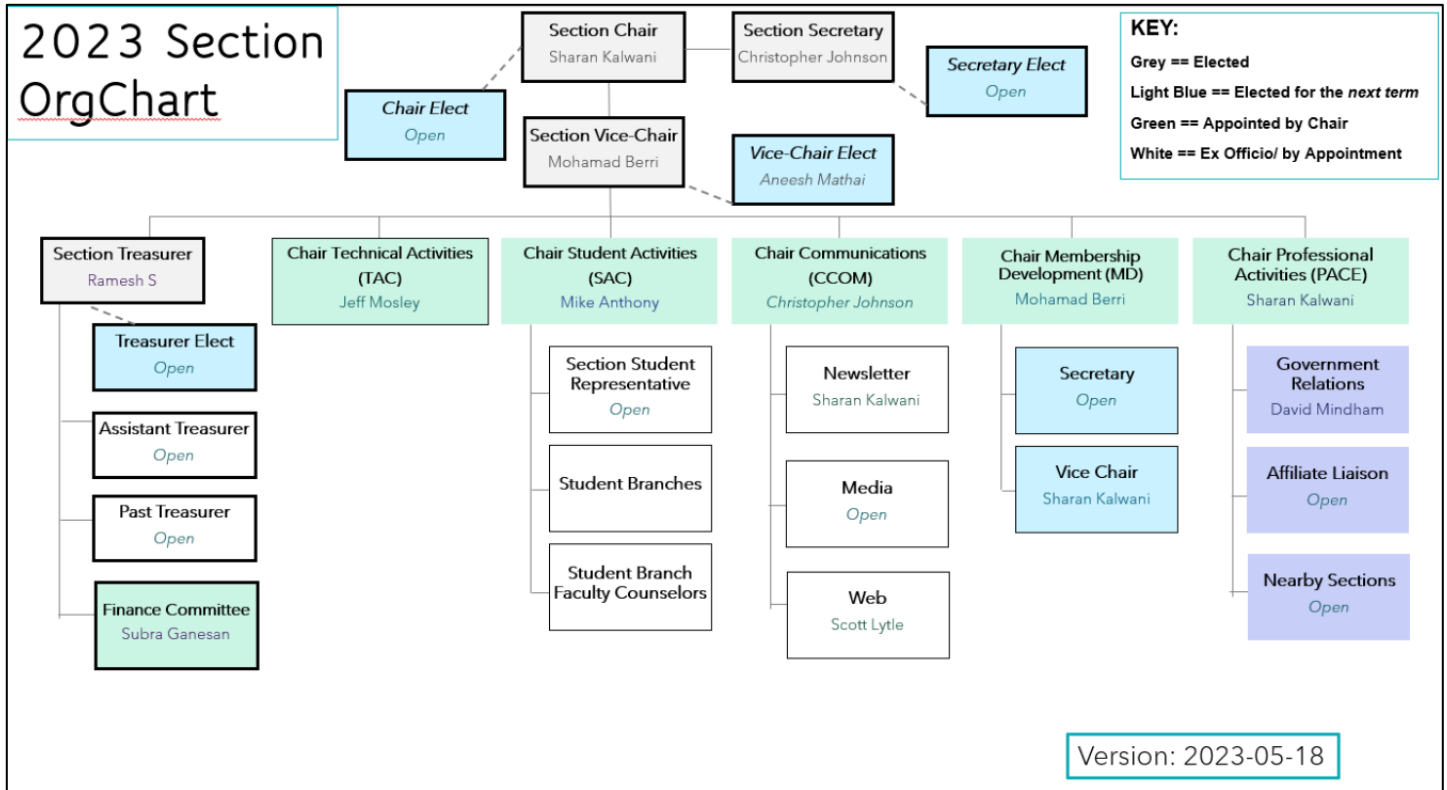 2023 Section
OrgChart
Section Chair
Sharan Kalwani
Section Secretary
Christopher Johnson
Secretary Elect
Open
Chair Elect
Open
Section Vice-Chair
Mohamad Berri
Vice-Chair Elect
Aneesh Mathai
KEY:
Grey == Elected
Light Blue == Elected for the next term
Green == Appointed by Chair
White == Ex Officio/ by Appointment
Section Treasurer
Ramesh S
Treasurer Elect
Open
Assistant Treasurer
Open
Past Treasurer
Open
Finance Committee
Subra Ganesan
Chair Technical Activities
(TAC)
Jeff Mosley
Chair Student Activities
(SAC)
Mike Anthony
Section Student
Representative
Open
Student Branches
Student Branch
Faculty Counselors
Chair Communications
(CCOM)
Christopher Johnson
Newsletter
Sharan Kalwani
Media
Open
Web
Scott Lytle
Chair Membership
Development (MD)
Mohamad Berri
Secretary
Open
Vice Chair
Sharan Kalwani
Chair Professional
Activities (PACE)
Sharan Kalwani
Government
Relations
David Mindham
Affiliate Liaison
Open
Nearby Sections
Open
Version: 2023-05-18